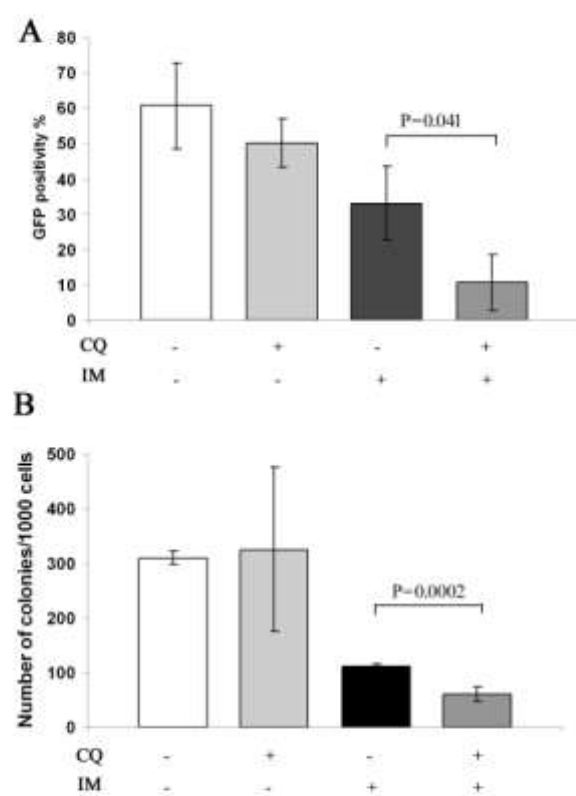 A
80
70
60
50
40
30
20
10
0
GFP positivity %
P=0.041
CQ - + - +
IM - - + +
B
500
400
300
200
100
0
Number of colonies/1000 cells
P=0.0002
CQ - + - +
IM - - + +